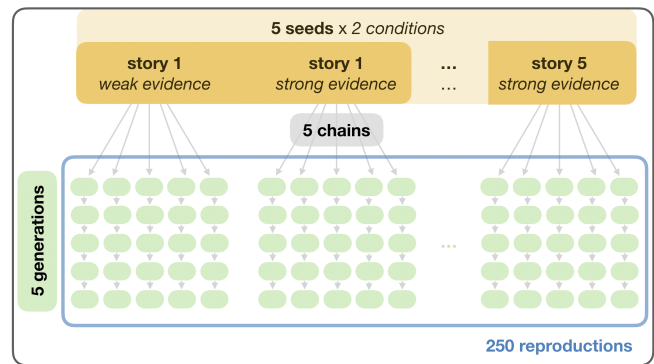 5 seeds x 2 conditions
story 1
weak evidence
story 1
strong evidence
...
...
story 5
strong evidence
5 chains
5 generations
...
250 reproductions